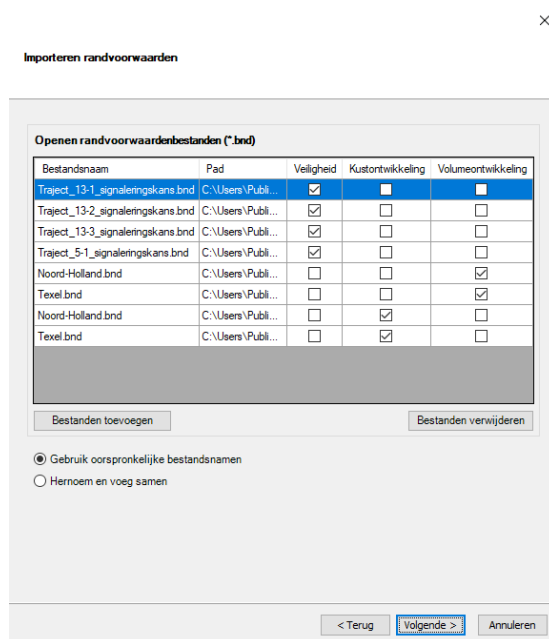 Importeren randvoorwaarden
Openen randvoorwaardenbestanden (*.bnd)
Bestandsnaam Pad Veiligheid Kustontwikkeling Volumeontwikkeling
Traject_13-1_signaleringskans.bnd C:\Users\Publi...
Traject_13-2_signaleringskans.bnd C:\Users\Publi...
Traject_13-3_signaleringskans.bnd C:\Users\Publi...
Traject_5-1_signaleringskans.bnd C:\Users\Publi...
Noord-Holland.bnd C:\Users\Publi...
Texel.bnd C:\Users\Publi...
Noord-Holland.bnd C:\Users\Publi...
Texel.bnd C:\Users\Publi...
Bestanden toevoegen Bestanden verwijderen
Gebruik oorspronkelijke bestandsnamen
Hernoem en voeg samen
< Terug Volgende > Annuleren